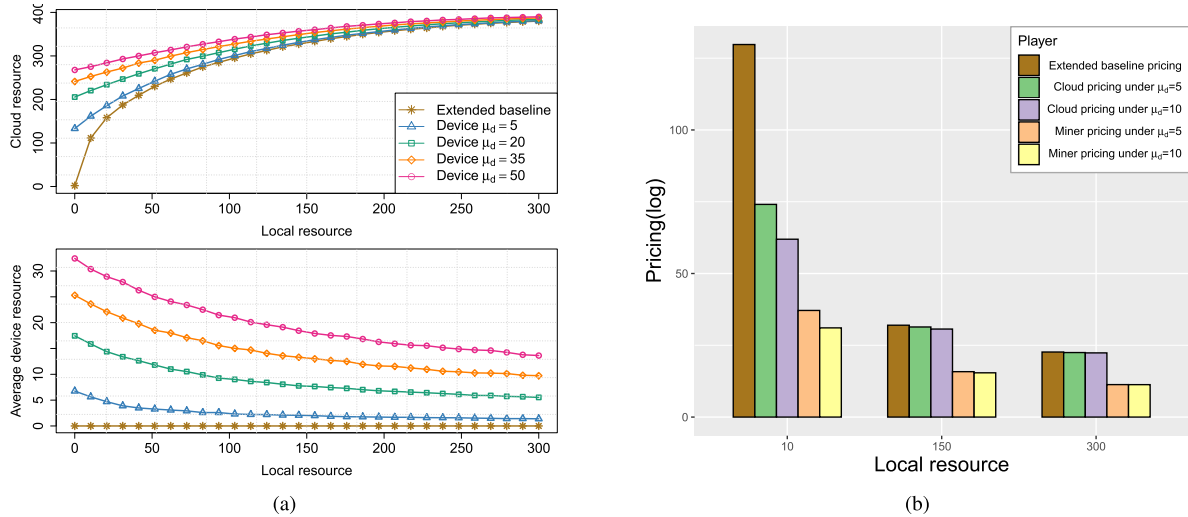 Cloud resource
0
100
200
300
400
0
50
100
150
200
250
300
Local resource
Extended baseline
Device μd = 5
Device μd = 20
Device μd = 35
Device μd = 50
Average device resource
0
5
10
20
30
0
50
100
150
200
250
300
Local resource
(a)
Pricing(log)
0
50
100
10
150
300
Local resource
Player
Extended baseline pricing
Cloud pricing under μd=5
Cloud pricing under μd=10
Miner pricing under μd=5
Miner pricing under μd=10
(b)